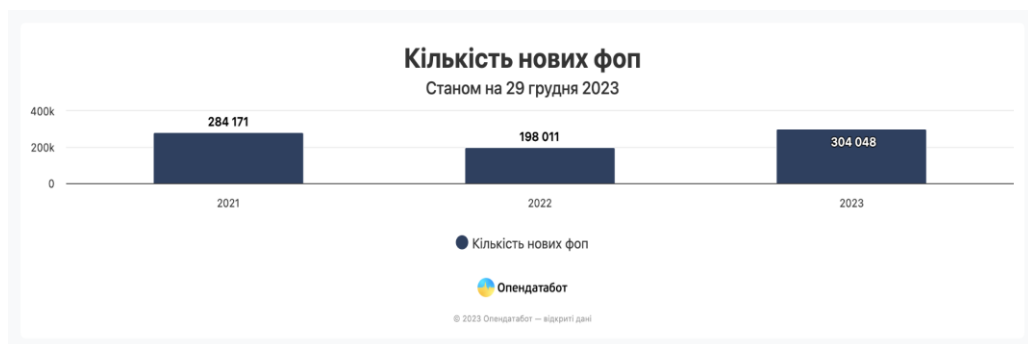 Кількість нових фоп
Станом на 29 грудня 2023
400k
284 171
198 011
304 048
200k
0
2021 2022 2023
Кількість нових фоп
Опендатабот
© 2023 Опендатабот — відкриті дані